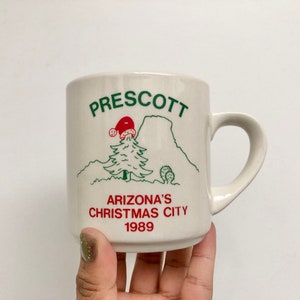 PRESCOTT
ARIZONA'S
CHRISTMAS CITY
1989